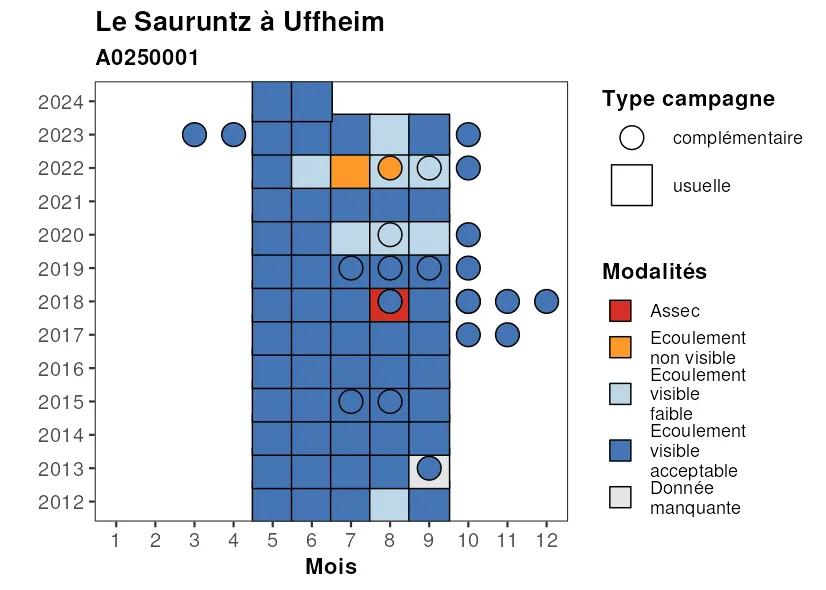 Le Sauruntz à Uffheim
A0250001
2024
2023
2022
2021
2020
2019
2018
2017
2016
2015
2014
2013
2012
1 2 3 4 5 6 7 8 9 10 11 12
Mois
Type campagne
complémentaire
usuelle
Modalités
Assec
Ecoulement
non visible
Ecoulement
visible
faible
Ecoulement
visible
acceptable
Donnée
manquante